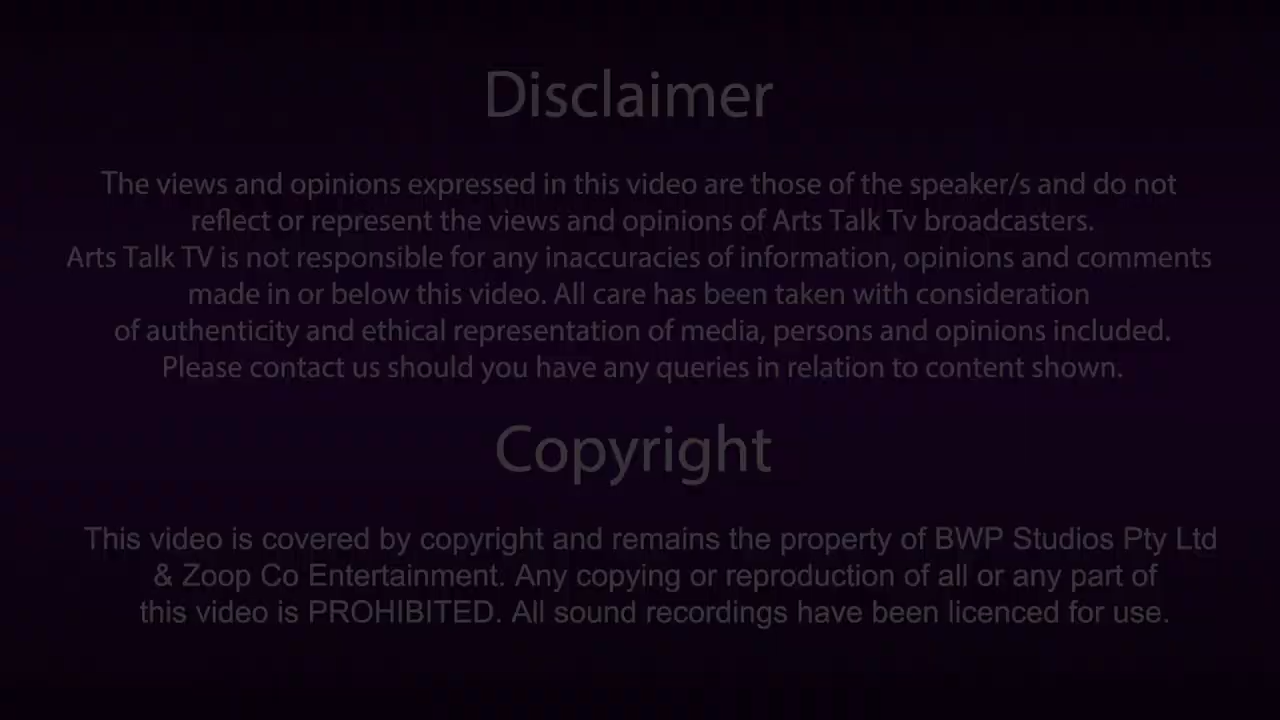 Disclaimer
The views and opinions expressed in this video are those of the speaker/s and do not
reflect or represent the views and opinions of Arts Talk Tv broadcasters.
Arts Talk TV is not responsible for any inaccuracies of information, opinions and comments
made in or below this video. All care has been taken with consideration
of authenticity and ethical representation of media, persons and opinions included.
Please contact us should you have any queries in relation to content shown.
Copyright
This video is covered by copyright and remains the property of BWP Studios Pty Ltd
& Zoop Co Entertainment. Any copying or reproduction of all or any part of
this video is PROHIBITED. All sound recordings have been licenced for use.